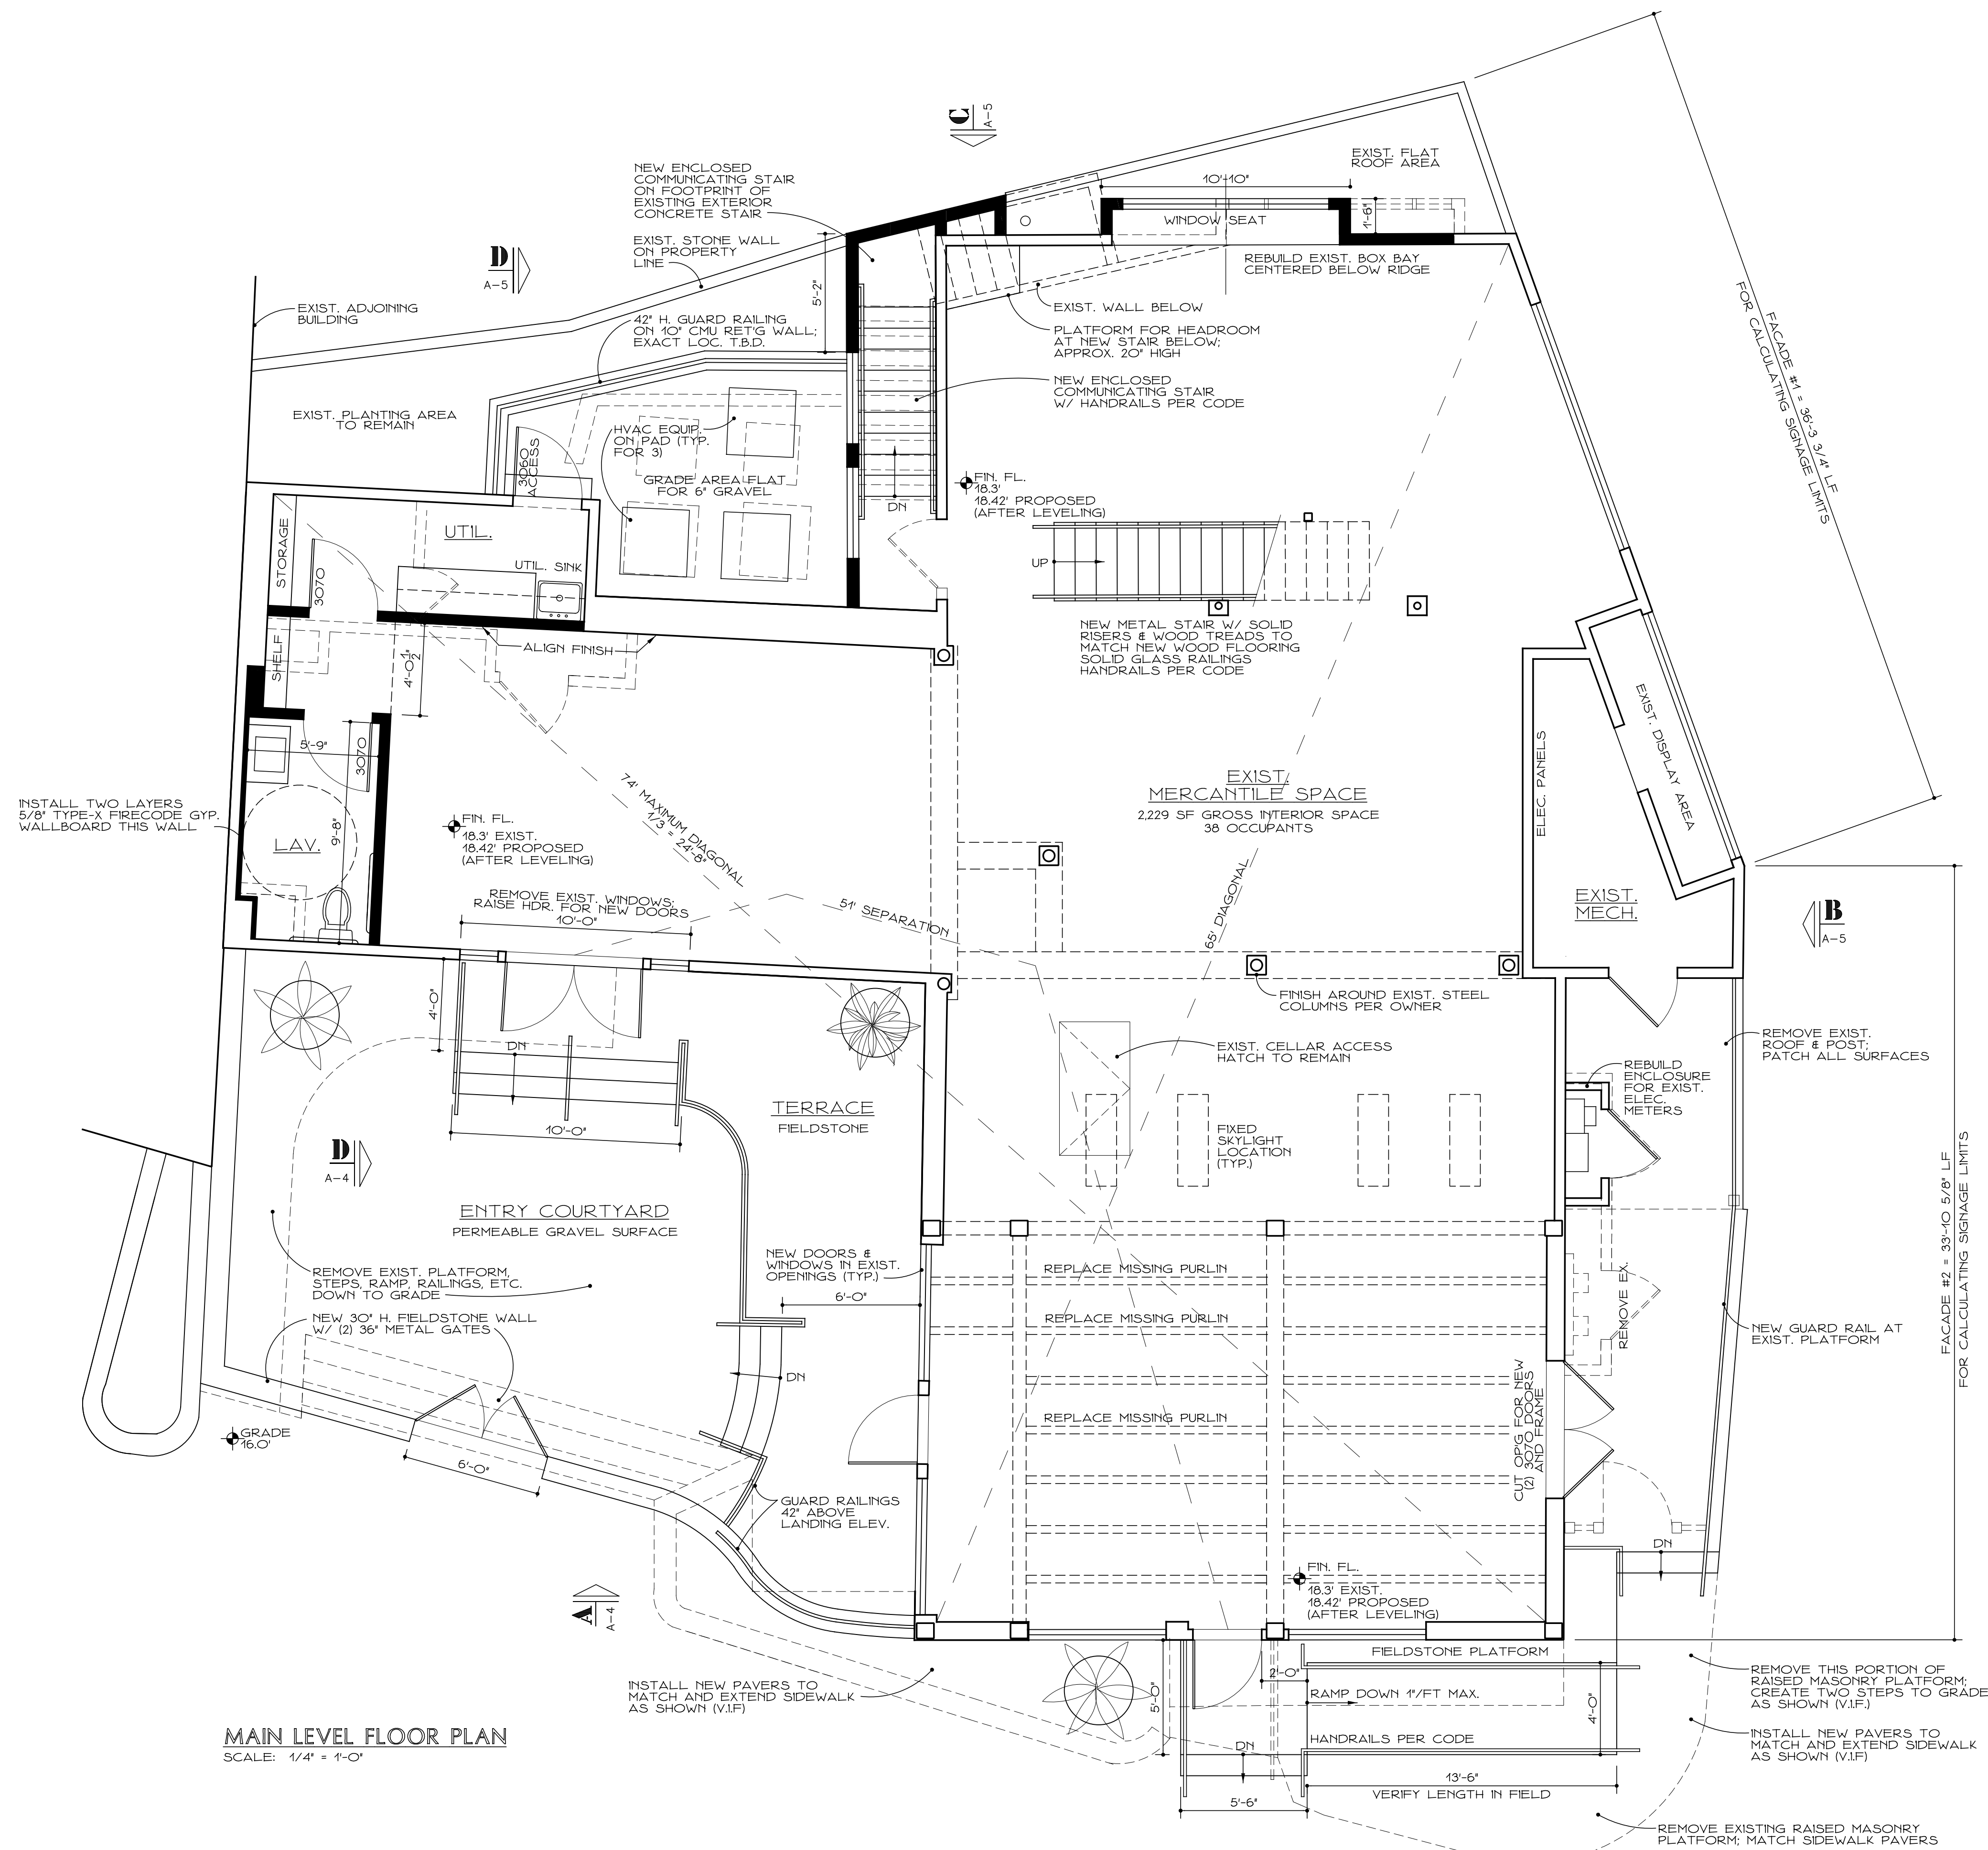 C
A-5
EXIST. FLAT
ROOF AREA
10'-10"
1'-6"
WINDOW SEAT
REBUILD EXIST. BOX BAY
CENTERED BELOW RIDGE
NEW ENCLOSED
COMMUNICATING STAIR
ON FOOTPRINT OF
EXISTING EXTERIOR
CONCRETE STAIR
EXIST. STONE WALL
ON PROPERTY
LINE
D
A-5
5'-2"
EXIST. ADJOINING
BUILDING
42" H. GUARD RAILING
ON 10" CMU RET'G WALL;
EXACT LOC. T.B.D.
EXIST. WALL BELOW
PLATFORM FOR HEADROOM
AT NEW STAIR BELOW;
APPROX. 20" HIGH
NEW ENCLOSED
COMMUNICATING STAIR
W/ HANDRAILS PER CODE
FACADE #1 = 36'-3 3/4" LF
FOR CALCULATING SIGNAGE LIMITS
EXIST. PLANTING AREA
TO REMAIN
HVAC EQUIP.
ON PAD (TYP.
FOR 3)
3060
ACCESS
GRADE AREA FLAT
FOR 6" GRAVEL
DN
FIN. FL.
18.3'
18.42' PROPOSED
(AFTER LEVELING)
STORAGE
UTIL.
UTIL. SINK
3070
UP
SHELF
ALIGN FINISH
4'-0 1/2"
NEW METAL STAIR W/ SOLID
RISERS & WOOD TREADS TO
MATCH NEW WOOD FLOORING
SOLID GLASS RAILINGS
HANDRAILS PER CODE
EXIST. DISPLAY AREA
ELEC. PANELS
5'-9"
3070
EXIST.
MERCANTILE SPACE
2,229 SF GROSS INTERIOR SPACE
38 OCCUPANTS
INSTALL TWO LAYERS
5/8" TYPE-X FIRECODE GYP.
WALLBOARD THIS WALL
LAV.
9'-8"
FIN. FL.
18.3' EXIST.
18.42' PROPOSED
(AFTER LEVELING)
74' MAXIMUM DIAGONAL
1/3 = 24'-8"
REMOVE EXIST. WINDOWS;
RAISE HDR. FOR NEW DOORS
10'-0"
51' SEPARATION
65' DIAGONAL
EXIST.
MECH.
B
A-5
4'-0"
DN
FINISH AROUND EXIST. STEEL
COLUMNS PER OWNER
EXIST. CELLAR ACCESS
HATCH TO REMAIN
REMOVE EXIST.
ROOF & POST;
PATCH ALL SURFACES
REBUILD
ENCLOSURE
FOR EXIST.
ELEC.
METERS
10'-0"
TERRACE
FIELDSTONE
FIXED
SKYLIGHT
LOCATION
(TYP.)
D
A-4
ENTRY COURTYARD
PERMEABLE GRAVEL SURFACE
FACADE #2 = 33'-10 5/8" LF
FOR CALCULATING SIGNAGE LIMITS
NEW DOORS &
WINDOWS IN EXIST.
OPENINGS (TYP.)
6'-0"
REMOVE EXIST. PLATFORM,
STEPS, RAMP, RAILINGS, ETC.
DOWN TO GRADE
NEW 30" H. FIELDSTONE WALL
W/ (2) 36" METAL GATES
REPLACE MISSING PURLIN
REPLACE MISSING PURLIN
REPLACE MISSING PURLIN
REMOVE EX.
NEW GUARD RAIL AT
EXIST. PLATFORM
DN
CUT OP'G FOR NEW
(2) 3070 DOORS
AND FRAME
GRADE
16.0'
6'-0"
GUARD RAILINGS
42" ABOVE
LANDING ELEV.
DN
FIN. FL.
18.3' EXIST.
18.42' PROPOSED
(AFTER LEVELING)
A
A-4
FIELDSTONE PLATFORM
2'-0"
5'-0"
RAMP DOWN 1"/FT MAX.
4'-0"
HANDRAILS PER CODE
DN
INSTALL NEW PAVERS TO
MATCH AND EXTEND SIDEWALK
AS SHOWN (V.I.F)
REMOVE THIS PORTION OF
RAISED MASONRY PLATFORM;
CREATE TWO STEPS TO GRADE
AS SHOWN (V.I.F.)
INSTALL NEW PAVERS TO
MATCH AND EXTEND SIDEWALK
AS SHOWN (V.I.F)
13'-6"
VERIFY LENGTH IN FIELD
5'-6"
REMOVE EXISTING RAISED MASONRY
PLATFORM; MATCH SIDEWALK PAVERS
MAIN LEVEL FLOOR PLAN
SCALE: 1/4" = 1'-0"